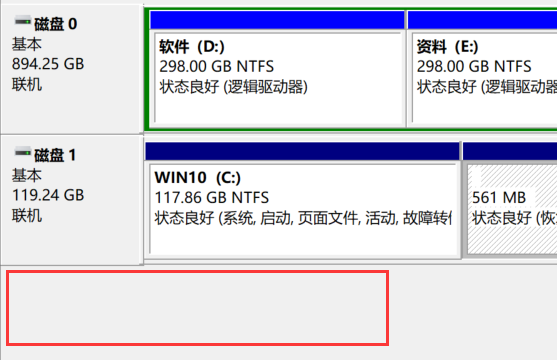 磁盘 0
基本
894.25 GB
联机
软件 (D:)
298.00 GB NTFS
状态良好 (逻辑驱动器)
资料 (E:)
298.00 GB NTFS
状态良好 (逻辑驱动器
磁盘 1
基本
119.24 GB
联机
WIN10 (C:)
117.86 GB NTFS
状态良好 (系统, 启动, 页面文件, 活动, 故障转
561 MB
状态良好 (恢